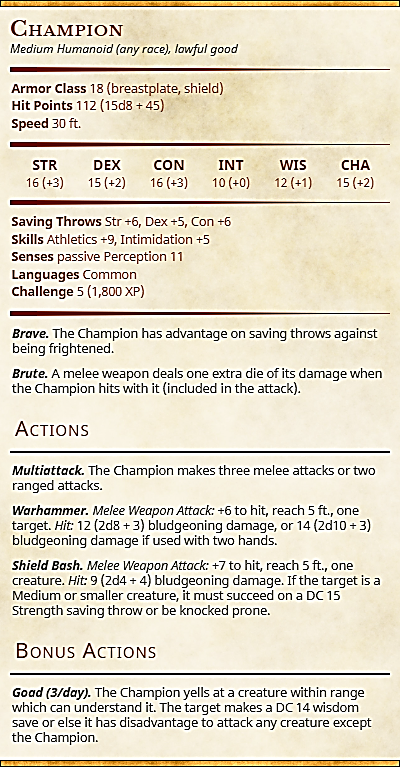 Champion
Medium Humanoid (any race), lawful good
Armor Class 18 (breastplate, shield)
Hit Points 112 (15d8 + 45)
Speed 30 ft.
STR DEX CON INT WIS CHA
16 (+3) 15 (+2) 16 (+3) 10 (+0) 12 (+1) 15 (+2)
Saving Throws Str +6, Dex +5, Con +6
Skills Athletics +9, Intimidation +5
Senses passive Perception 11
Languages Common
Challenge 5 (1,800 XP)
Brave. The Champion has advantage on saving throws against
being frightened.
Brute. A melee weapon deals one extra die of its damage when
the Champion hits with it (included in the attack).
Actions
Multiattack. The Champion makes three melee attacks or two
ranged attacks.
Warhammer. Melee Weapon Attack: +6 to hit, reach 5 ft., one
target. Hit: 12 (2d8 + 3) bludgeoning damage, or 14 (2d10 + 3)
bludgeoning damage if used with two hands.
Shield Bash. Melee Weapon Attack: +7 to hit, reach 5 ft., one
creature. Hit: 9 (2d4 + 4) bludgeoning damage. If the target is a
Medium or smaller creature, it must succeed on a DC 15
Strength saving throw or be knocked prone.
Bonus Actions
Goad (3/day). The Champion yells at a creature within range
which can understand it. The target makes a DC 14 wisdom
save or else it has disadvantage to attack any creature except
the Champion.